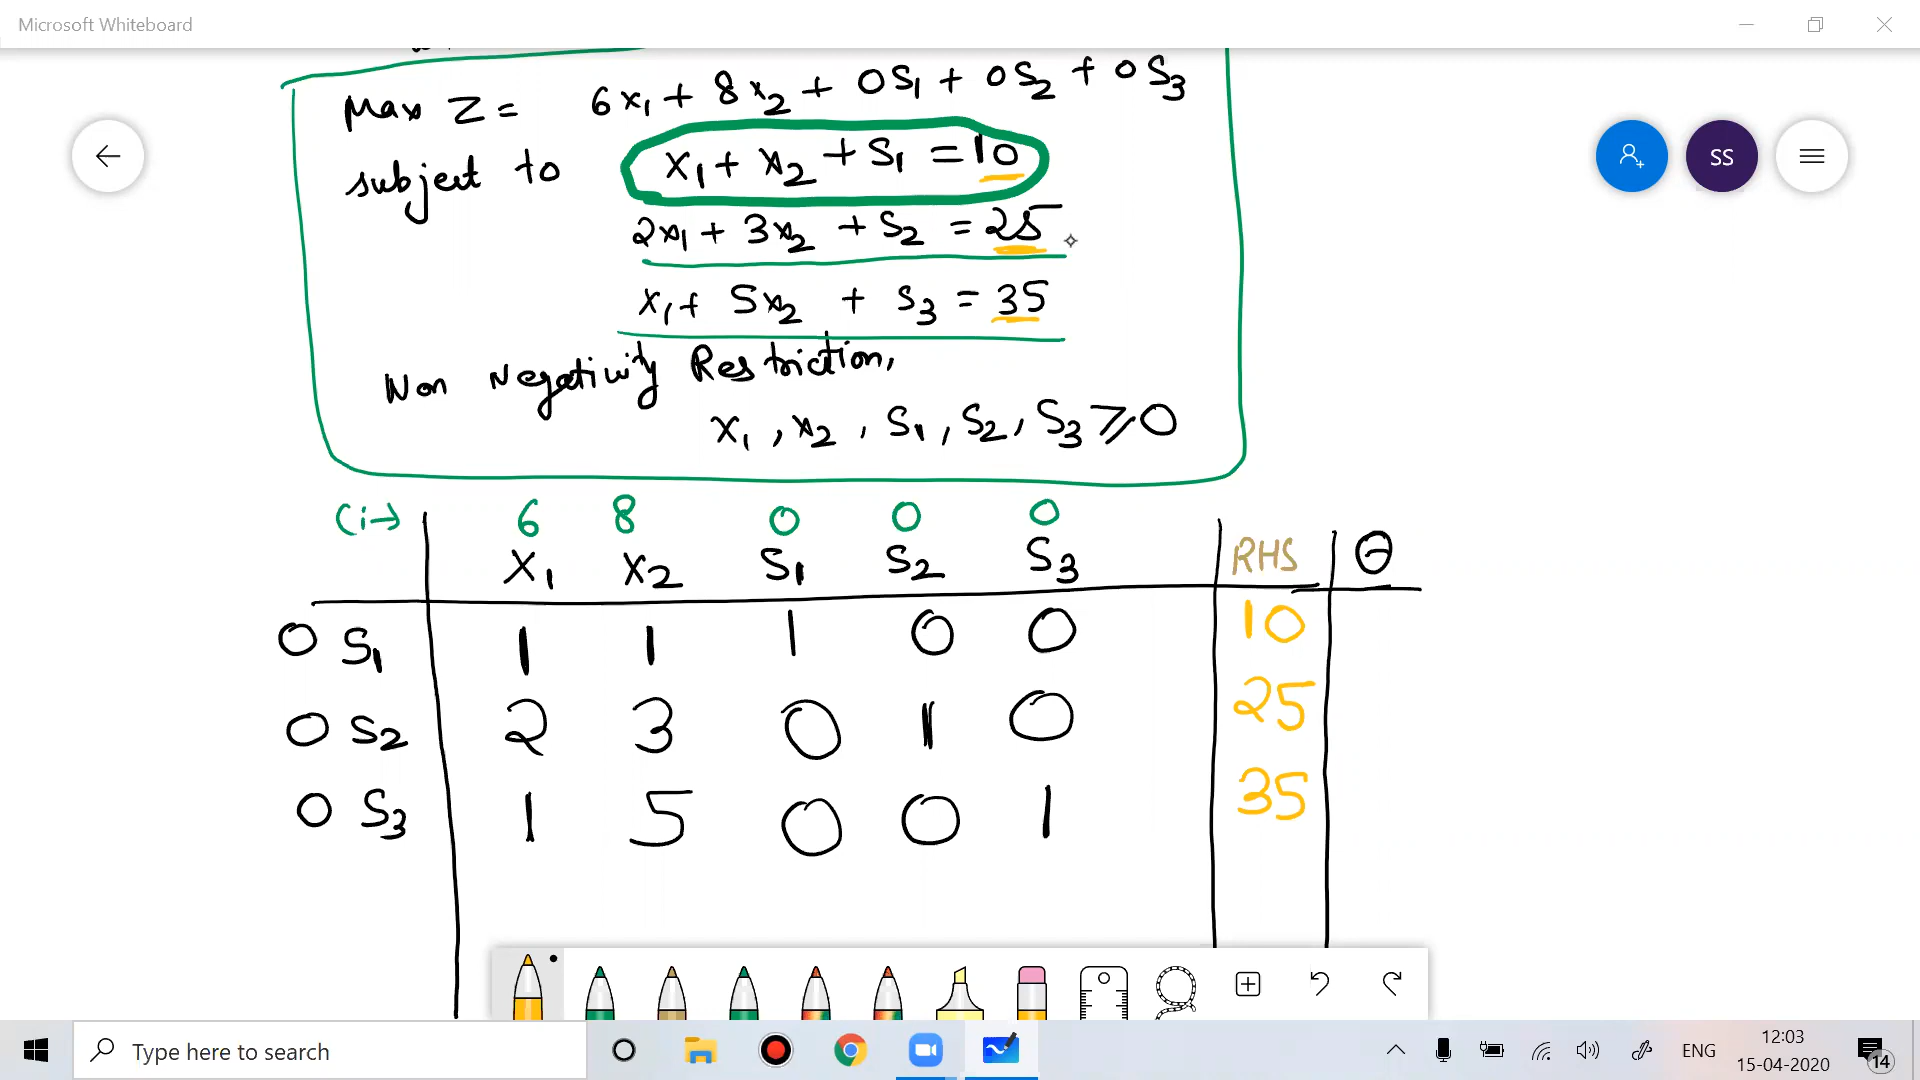 Microsoft Whiteboard
Max Z = 6x₁ + 8x₂ + 0S₁ + 0S₂ + 0S₃
subject to x₁ + x₂ + S₁ = 10
2x₁ + 3x₂ + S₂ = 25
x₁ + 5x₂ + S₃ = 35
Non Negativity Restriction,
x₁, x₂, S₁, S₂, S₃ ≥ 0
SS
Ci→ 6 8 0 0 0
X₁ X₂ S₁ S₂ S₃ RHS θ
0 S₁ 1 1 1 0 0 10
0 S₂ 2 3 0 1 0 25
0 S₃ 1 5 0 0 1 35
Type here to search
ENG
12:03
15-04-2020
14